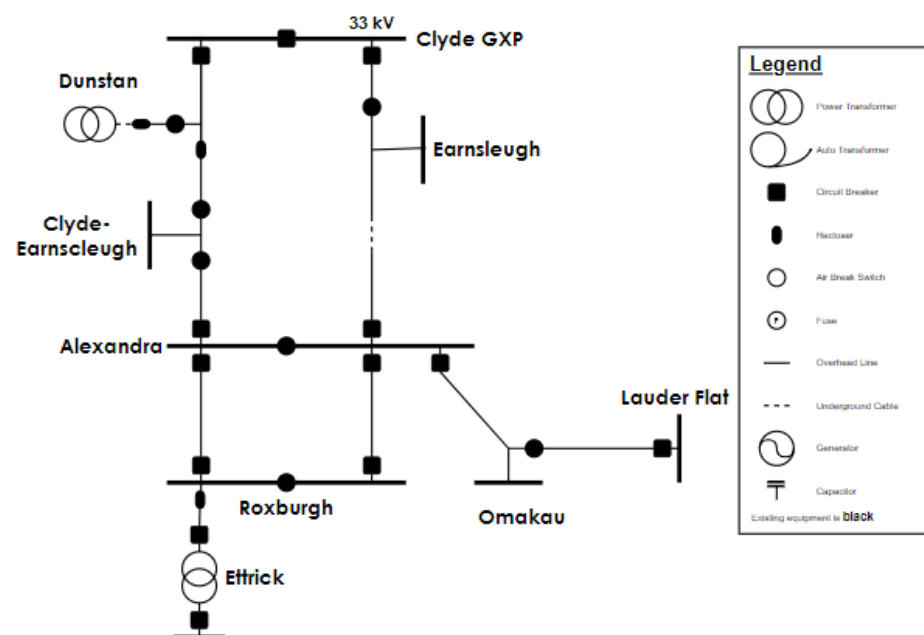 33 kV
Clyde GXP
Dunstan
Earnsleugh
Clyde-
Earnscleugh
Alexandra
Lauder Flat
Roxburgh
Omakau
Ettrick
Legend
Power Transformer
Auto Transformer
Circuit Breaker
Recloser
Air Break Switch
Fuse
Overhead Line
Underground Cable
Generator
Capacitor
Existing equipment is black